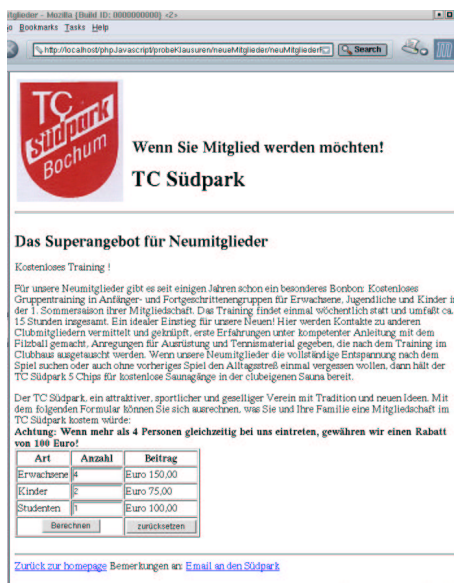 itglieder - Mozilla {Build ID: 0000000000} <2>
o Bookmarks Tasks Help
http://localhost/phpJavascript/probeKlausuren/neueMitglieder/neuMitgliederF
Search
TC
Südpark
Bochum
Wenn Sie Mitglied werden möchten!
TC Südpark
Das Superangebot für Neumitglieder
Kostenloses Training !
Für unsere Neumitglieder gibt es seit einigen Jahren schon ein besonderes Bonbon: Kostenloses
Gruppentraining in Anfänger- und Fortgeschrittenengruppen für Erwachsene, Jugendliche und Kinder in
der 1. Sommersaison ihrer Mitgliedschaft. Das Training findet einmal wöchentlich statt und umfaßt ca.
15 Stunden insgesamt. Ein idealer Einstieg für unsere Neuen! Hier werden Kontakte zu anderen
Clubmitgliedern vermittelt und geknüpft, erste Erfahrungen unter kompetenter Anleitung mit dem
Filzball gemacht, Anregungen für Ausrüstung und Tennismaterial gegeben, die nach dem Training im
Clubhaus ausgetauscht werden. Wenn unsere Neumitglieder die vollständige Entspannung nach dem
Spiel suchen oder auch ohne vorheriges Spiel den Alltagsstreß einmal vergessen wollen, dann hält der
TC Südpark 5 Chips für kostenlose Saunagänge in der clubeigenen Sauna bereit.
Der TC Südpark, ein attraktiver, sportlicher und geselliger Verein mit Tradition und neuen Ideen. Mit
dem folgenden Formular können Sie sich ausrechnen, was Sie und Ihre Familie eine Mitgliedschaft im
TC Südpark kostem würde:
Achtung: Wenn mehr als 4 Personen gleichzeitig bei uns eintreten, gewähren wir einen Rabatt
von 100 Euro!
Art Anzahl Beitrag
Erwachsene 4 Euro 150,00
Kinder 2 Euro 75,00
Studenten 1 Euro 100,00
Berechnen zurücksetzen
Zurück zur homepage Bemerkungen an: Email an den Südpark